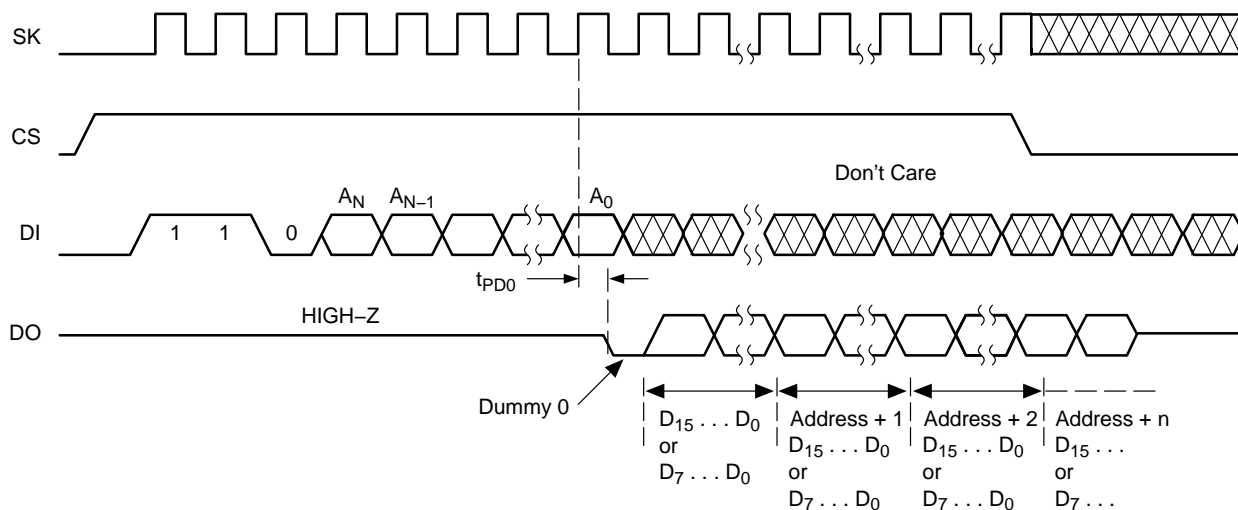 SK
CS
Don't Care
A_N A_N−1 A_0
DI 1 1 0
t_PD0
HIGH−Z
DO
Dummy 0
D_15 . . . D_0
or
D_7 . . . D_0
Address + 1
D_15 . . . D_0
or
D_7 . . . D_0
Address + 2
D_15 . . . D_0
or
D_7 . . . D_0
Address + n
D_15 . . .
or
D_7 . . .